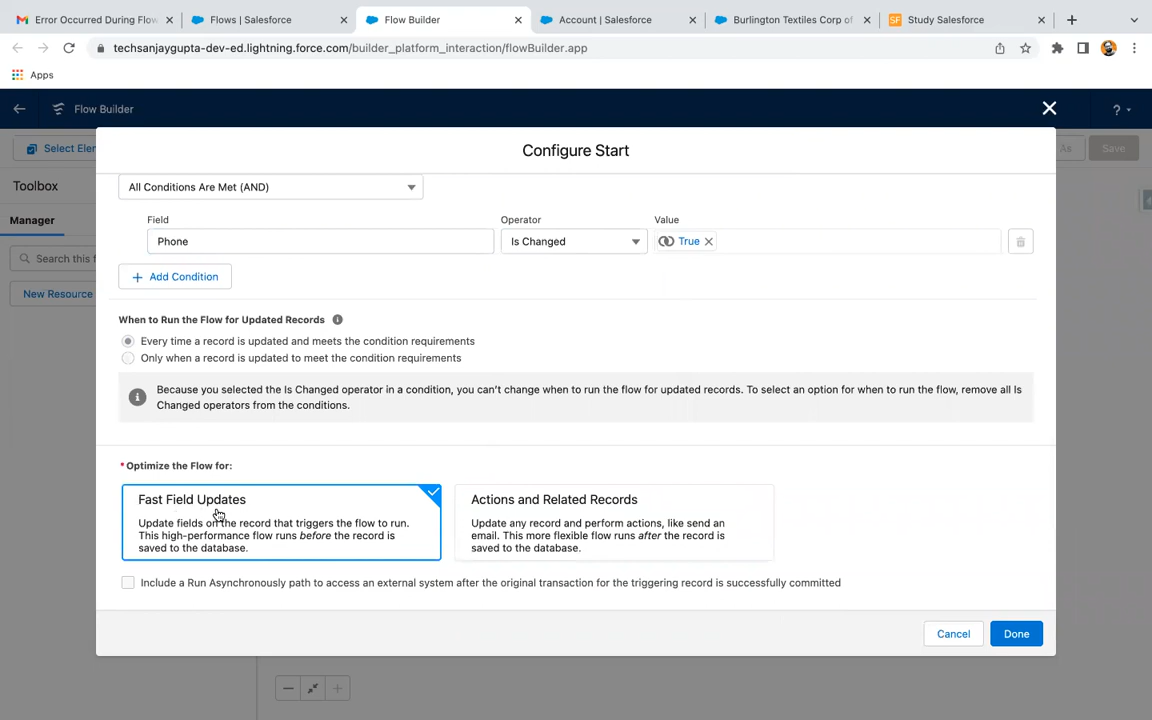 Error Occurred During Flow
Flows | Salesforce
Flow Builder
Account | Salesforce
Burlington Textiles Corp of
SF Study Salesforce
techsanjaygupta-dev-ed.lightning.force.com/builder_platform_interaction/flowBuilder.app
Apps
Flow Builder
?
Select Eler
As
Save
Configure Start
Toolbox
Manager
Search this f
New Resource
All Conditions Are Met (AND)
Field
Operator
Value
Phone
Is Changed
True
Add Condition
When to Run the Flow for Updated Records
Every time a record is updated and meets the condition requirements
Only when a record is updated to meet the condition requirements
Because you selected the Is Changed operator in a condition, you can't change when to run the flow for updated records. To select an option for when to run the flow, remove all Is
Changed operators from the conditions.
* Optimize the Flow for:
Fast Field Updates
Update fields on the record that triggers the flow to run.
This high-performance flow runs before the record is
saved to the database.
Actions and Related Records
Update any record and perform actions, like send an
email. This more flexible flow runs after the record is
saved to the database.
Include a Run Asynchronously path to access an external system after the original transaction for the triggering record is successfully committed
Cancel
Done